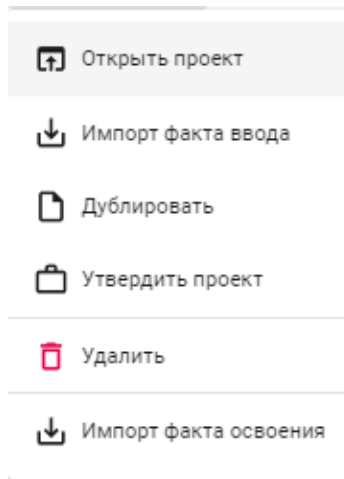 Открыть проект
Импорт факта ввода
Дублировать
Утвердить проект
Удалить
Импорт факта освоения